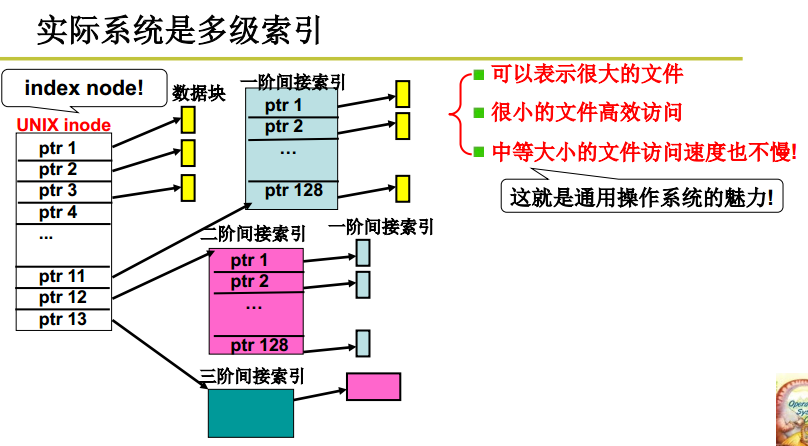 实际系统是多级索引
index node!
UNIX inode
ptr 1
ptr 2
ptr 3
ptr 4
...
ptr 11
ptr 12
ptr 13
数据块
一阶间接索引
ptr 1
ptr 2
…
ptr 128
二阶间接索引
一阶间接索引
ptr 1
ptr 2
…
ptr 128
三阶间接索引
可以表示很大的文件
很小的文件高效访问
中等大小的文件访问速度也不慢!
这就是通用操作系统的魅力!